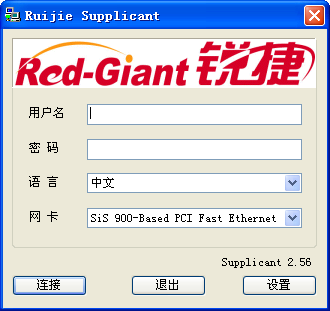 Ruijie Supplicant
Red-Giant 锐捷
用户名
密 码
语 言 中文
网 卡 SiS 900-Based PCI Fast Ethernet
Supplicant 2.56
连接 退出 设置